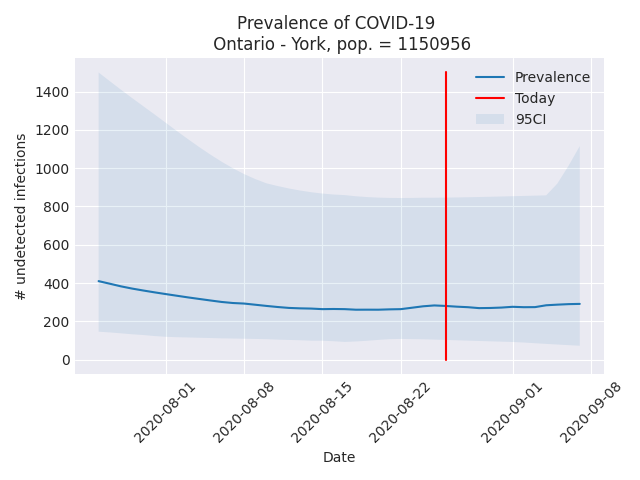 Prevalence of COVID-19
Ontario - York, pop. = 1150956
Prevalence
Today
95CI
# undetected infections
1400
1200
1000
800
600
400
200
0
2020-08-01
2020-08-08
2020-08-15
2020-08-22
2020-09-01
2020-09-08
Date